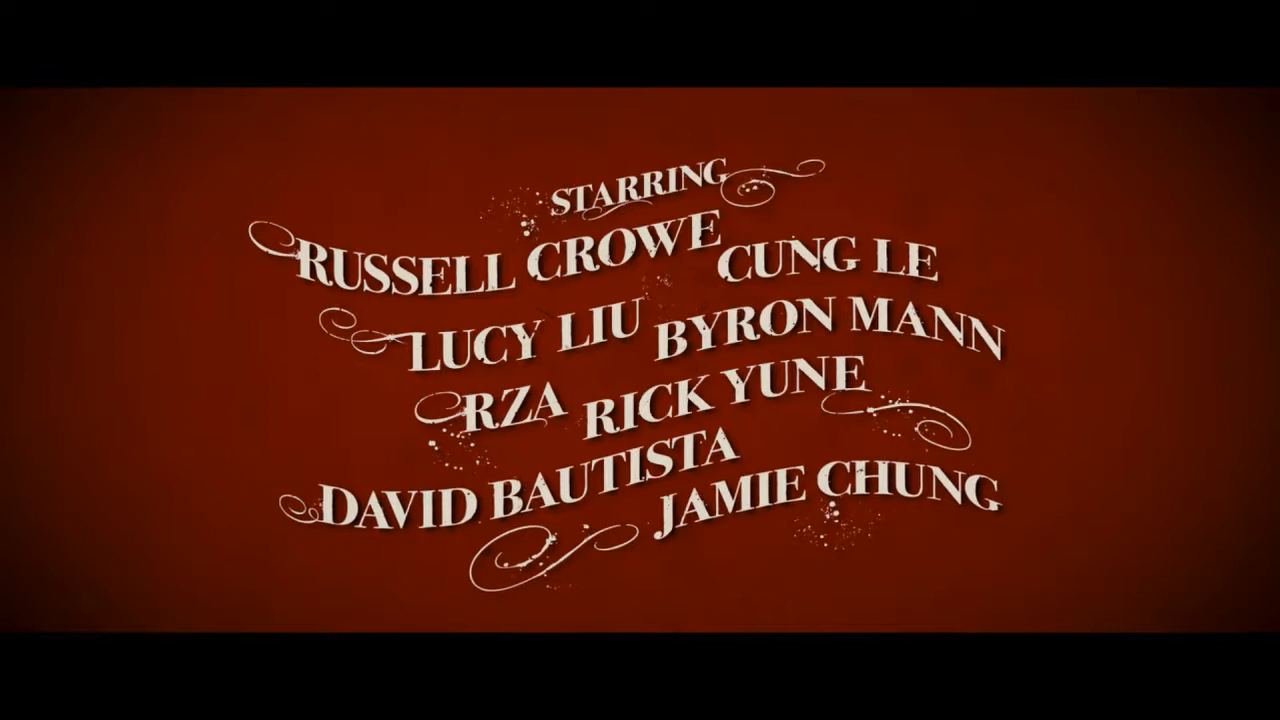 STARRING
RUSSELL CROWE CUNG LE
LUCY LIU BYRON MANN
RZA RICK YUNE
DAVID BAUTISTA JAMIE CHUNG